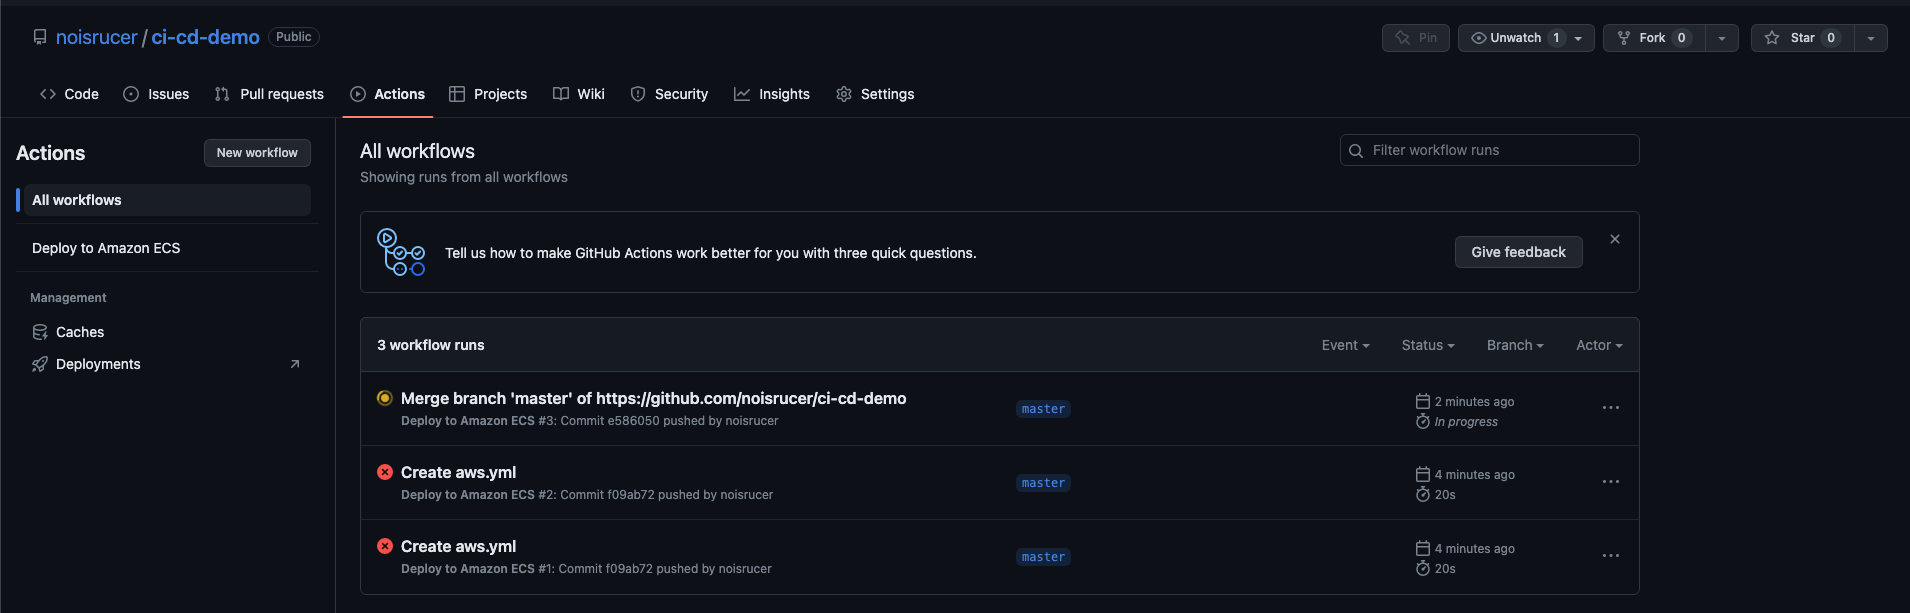 noisrucer / ci-cd-demo Public
Pin Unwatch 1 Fork 0 Star 0
Code Issues Pull requests Actions Projects Wiki Security Insights Settings
Actions New workflow
All workflows
Deploy to Amazon ECS
Management
Caches
Deployments
All workflows
Showing runs from all workflows
Filter workflow runs
Tell us how to make GitHub Actions work better for you with three quick questions.
Give feedback
3 workflow runs Event Status Branch Actor
Merge branch 'master' of https://github.com/noisrucer/ci-cd-demo
Deploy to Amazon ECS #3: Commit e586050 pushed by noisrucer
master
2 minutes ago
In progress
Create aws.yml
Deploy to Amazon ECS #2: Commit f09ab72 pushed by noisrucer
master
4 minutes ago
20s
Create aws.yml
Deploy to Amazon ECS #1: Commit f09ab72 pushed by noisrucer
master
4 minutes ago
20s